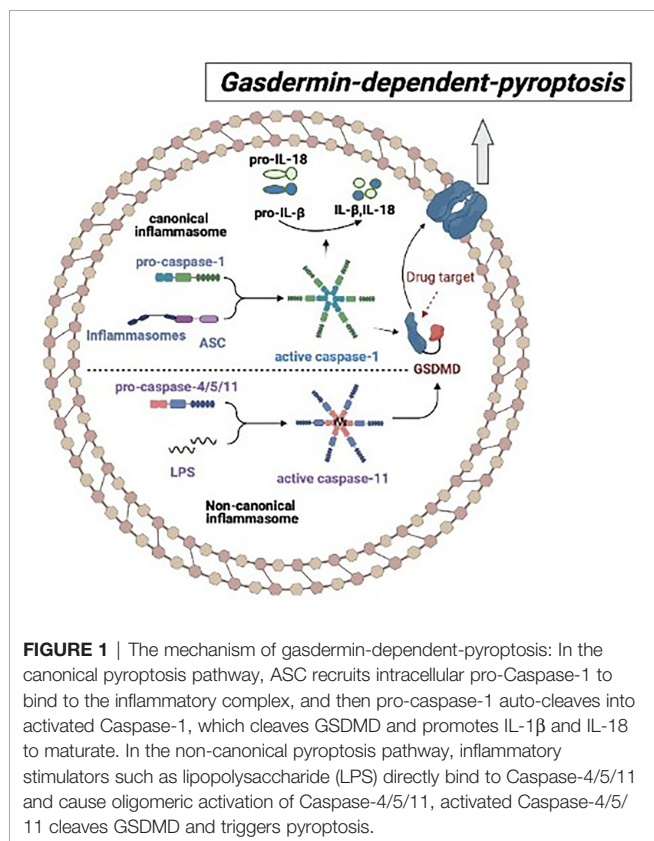 Gasdermin-dependent-pyroptosis
pro-IL-18
pro-IL-β
IL-β,IL-18
canonical
inflammasome
pro-caspase-1
Inflammasomes
ASC
active caspase-1
Drug target
GSDMD
pro-caspase-4/5/11
LPS
active caspase-11
Non-canonical
inflammasome
FIGURE 1 | The mechanism of gasdermin-dependent-pyroptosis: In the
canonical pyroptosis pathway, ASC recruits intracellular pro-Caspase-1 to
bind to the inflammatory complex, and then pro-caspase-1 auto-cleaves into
activated Caspase-1, which cleaves GSDMD and promotes IL-1β and IL-18
to maturate. In the non-canonical pyroptosis pathway, inflammatory
stimulators such as lipopolysaccharide (LPS) directly bind to Caspase-4/5/11
and cause oligomeric activation of Caspase-4/5/11, activated Caspase-4/5/
11 cleaves GSDMD and triggers pyroptosis.